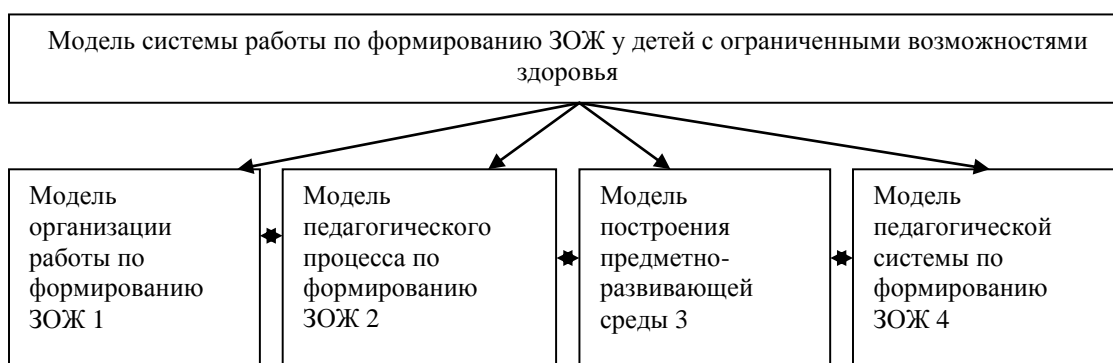 Модель системы работы по формированию ЗОЖ у детей с ограниченными возможностями
здоровья
Модель
организации
работы по
формированию
ЗОЖ 1
Модель
педагогического
процесса по
формированию
ЗОЖ 2
Модель
построения
предметно-
развивающей
среды 3
Модель
педагогической
системы по
формированию
ЗОЖ 4